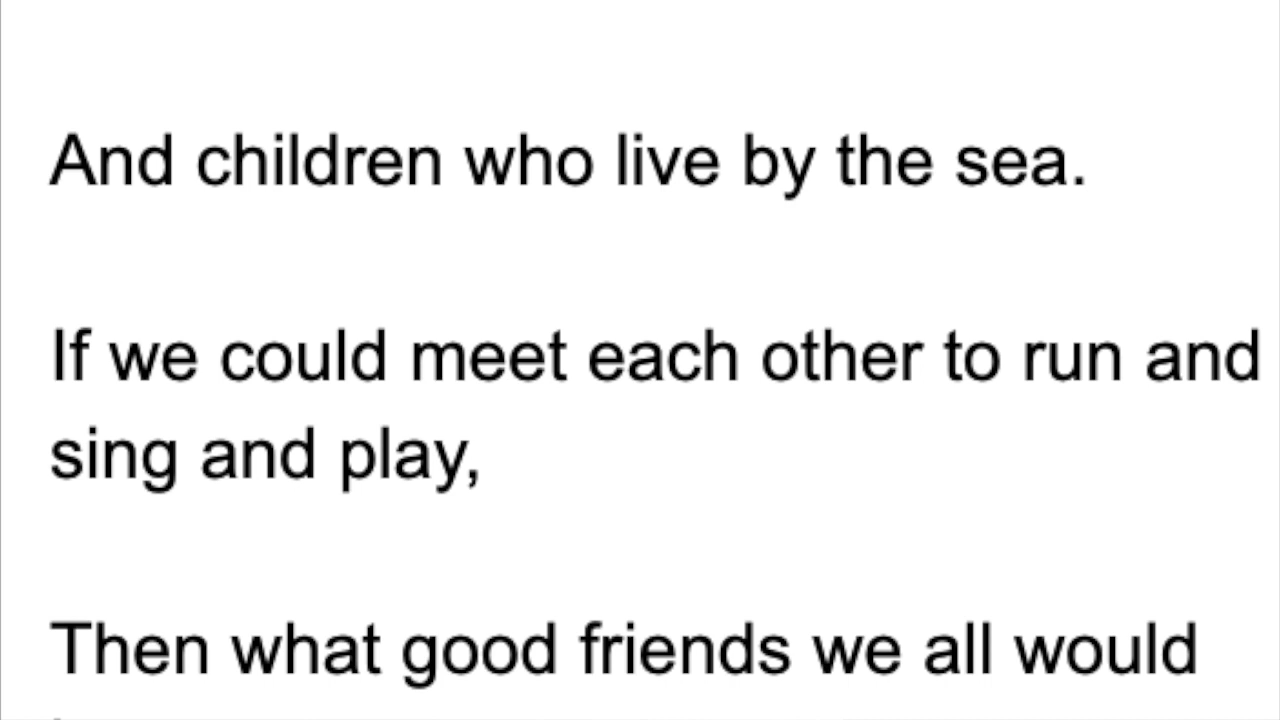 And children who live by the sea.
If we could meet each other to run and
sing and play,
Then what good friends we all would